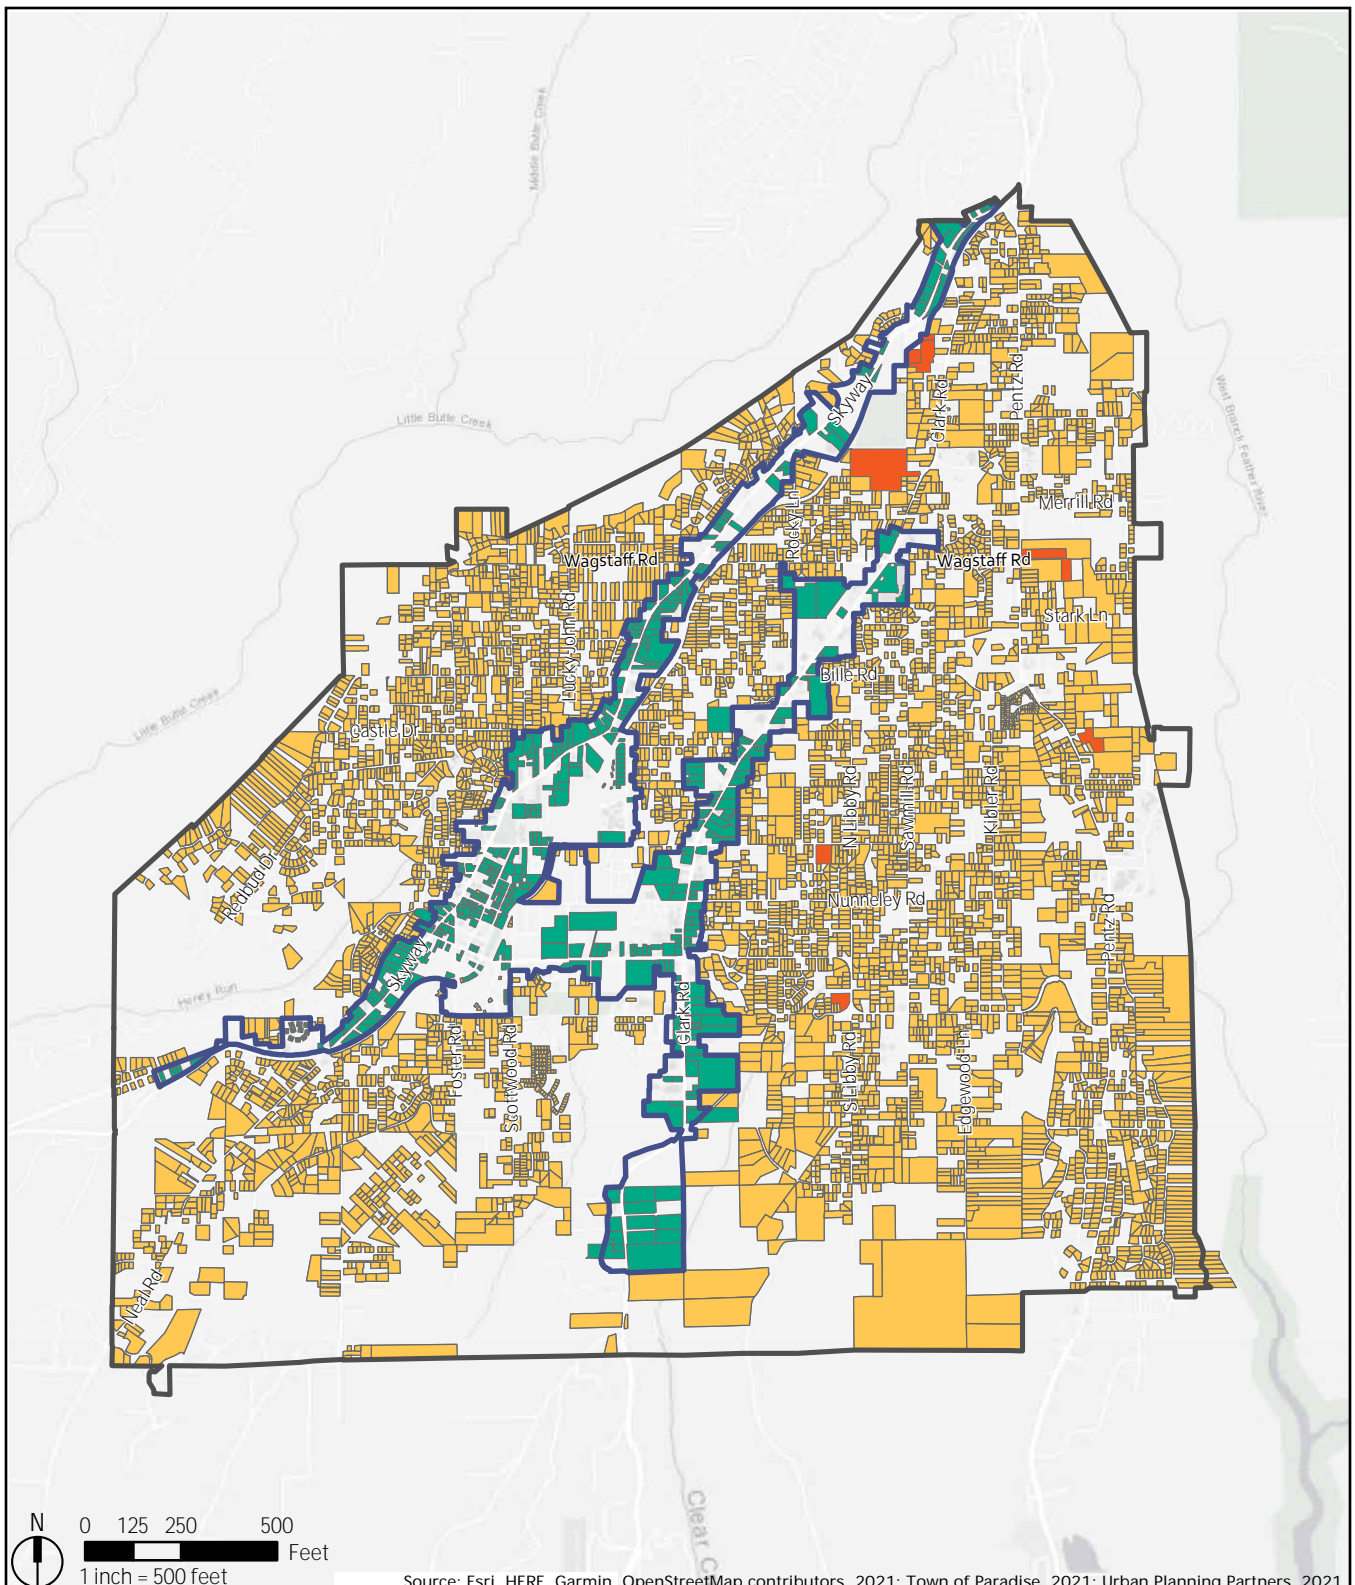 Middle Butte Creek
Little Butte Creek
Skyway
Clark Rd
Pentz Rd
West Branch Feather River
Merrill Rd
Rocky Ln
Wagstaff Rd
Wagstaff Rd
Lucky John Rd
Stark Ln
Bille Rd
Little Butte Creek
Castle Dr
N Libby Rd
Sawmill Rd
Kibler Rd
Redbud Dr
Nunneley Rd
Pentz Rd
Skyway
Honey Run
Clark Rd
Foster Rd
Scottwood Rd
S Libby Rd
Edgewood Ln
Neal Rd
Clear C
N
0 125 250 500
Feet
1 inch = 500 feet
Source: Esri, HERE, Garmin, OpenStreetMap contributors, 2021; Town of Paradise, 2021; Urban Planning Partners, 2021